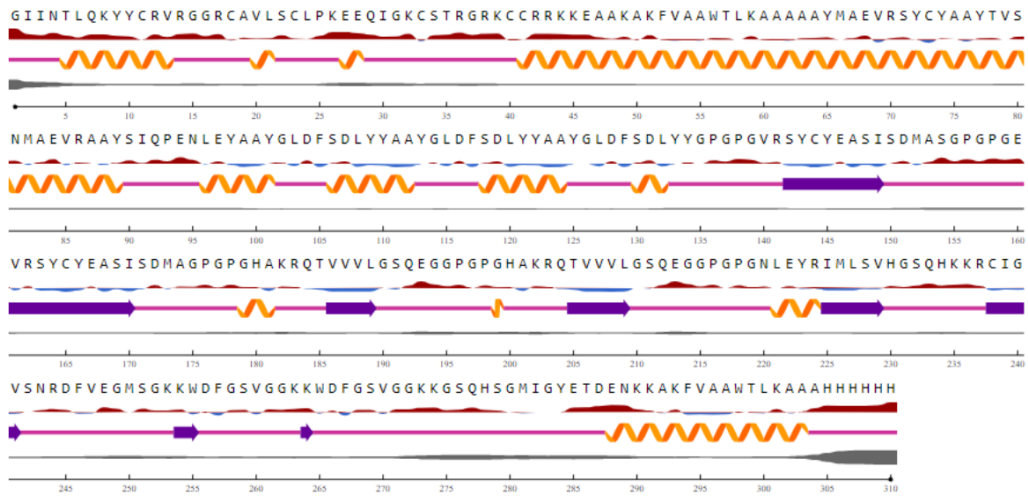 GIINTLQKYYCRVRGGRCAVLSCLPKEEQIGKCSTRGRKCCRRKKEAAKAKFVAAWTLKAAAAAYMAEVRSYCYAAYTVS
5 10 15 20 25 30 35 40 45 50 55 60 65 70 75 80
NMAEVRAAYSIQPENLEYAAYGLDFSDLYYAAYGLDFSDLYYAAYGLDFSDLYYGPGPGVRSYCYEASISDMASGPGPGE
85 90 95 100 105 110 115 120 125 130 135 140 145 150 155 160
VRSYCYEASISDMAGPGPGHAKRQTVVVLGSQEGGPGPGHAKRQTVVVLGSQEGGPGPGNLEYRIMLSVHGSQHKKRCIG
165 170 175 180 185 190 195 200 205 210 215 220 225 230 235 240
VSNRDFVEGMSGKKWDFGSVGGKKWDFGSVGGKKGSQHSGMIGYETDENKKAKFVAAWTLKAAAHHHHHH
245 250 255 260 265 270 275 280 285 290 295 300 305 310